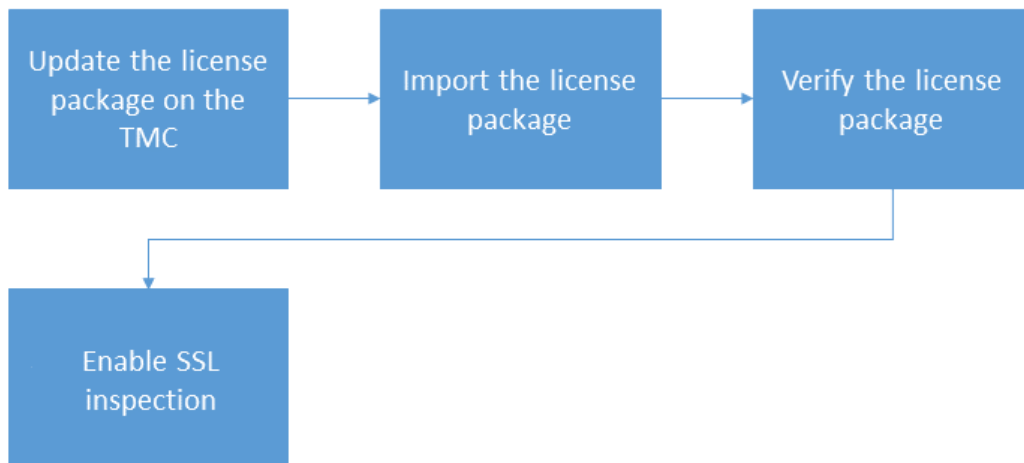 Update the license
package on the
TMC
Import the license
package
Verify the license
package
Enable SSL
inspection